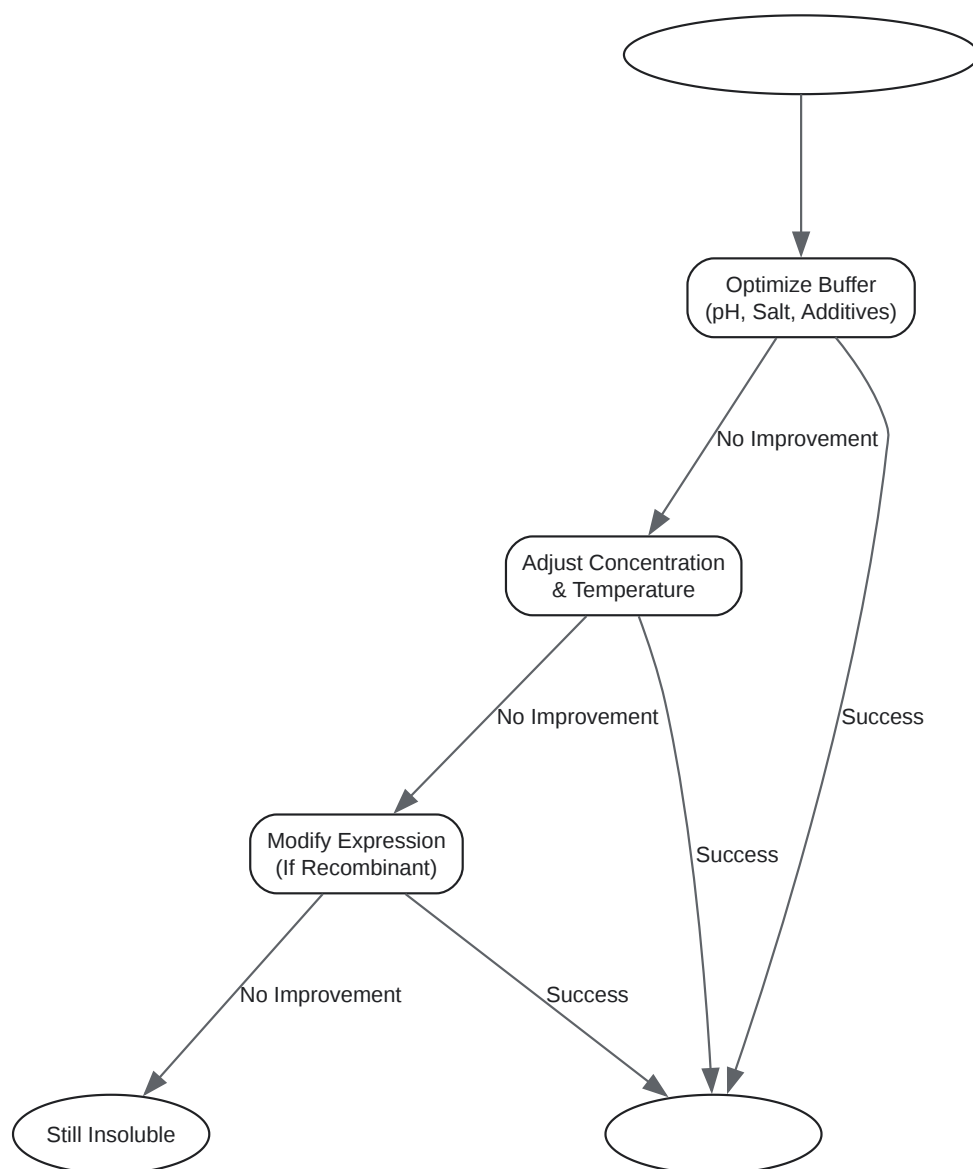 Optimize Buffer
(pH, Salt, Additives)
No Improvement
Adjust Concentration
& Temperature
No Improvement
Success
Modify Expression
(If Recombinant)
Success
No Improvement
Success
Still Insoluble